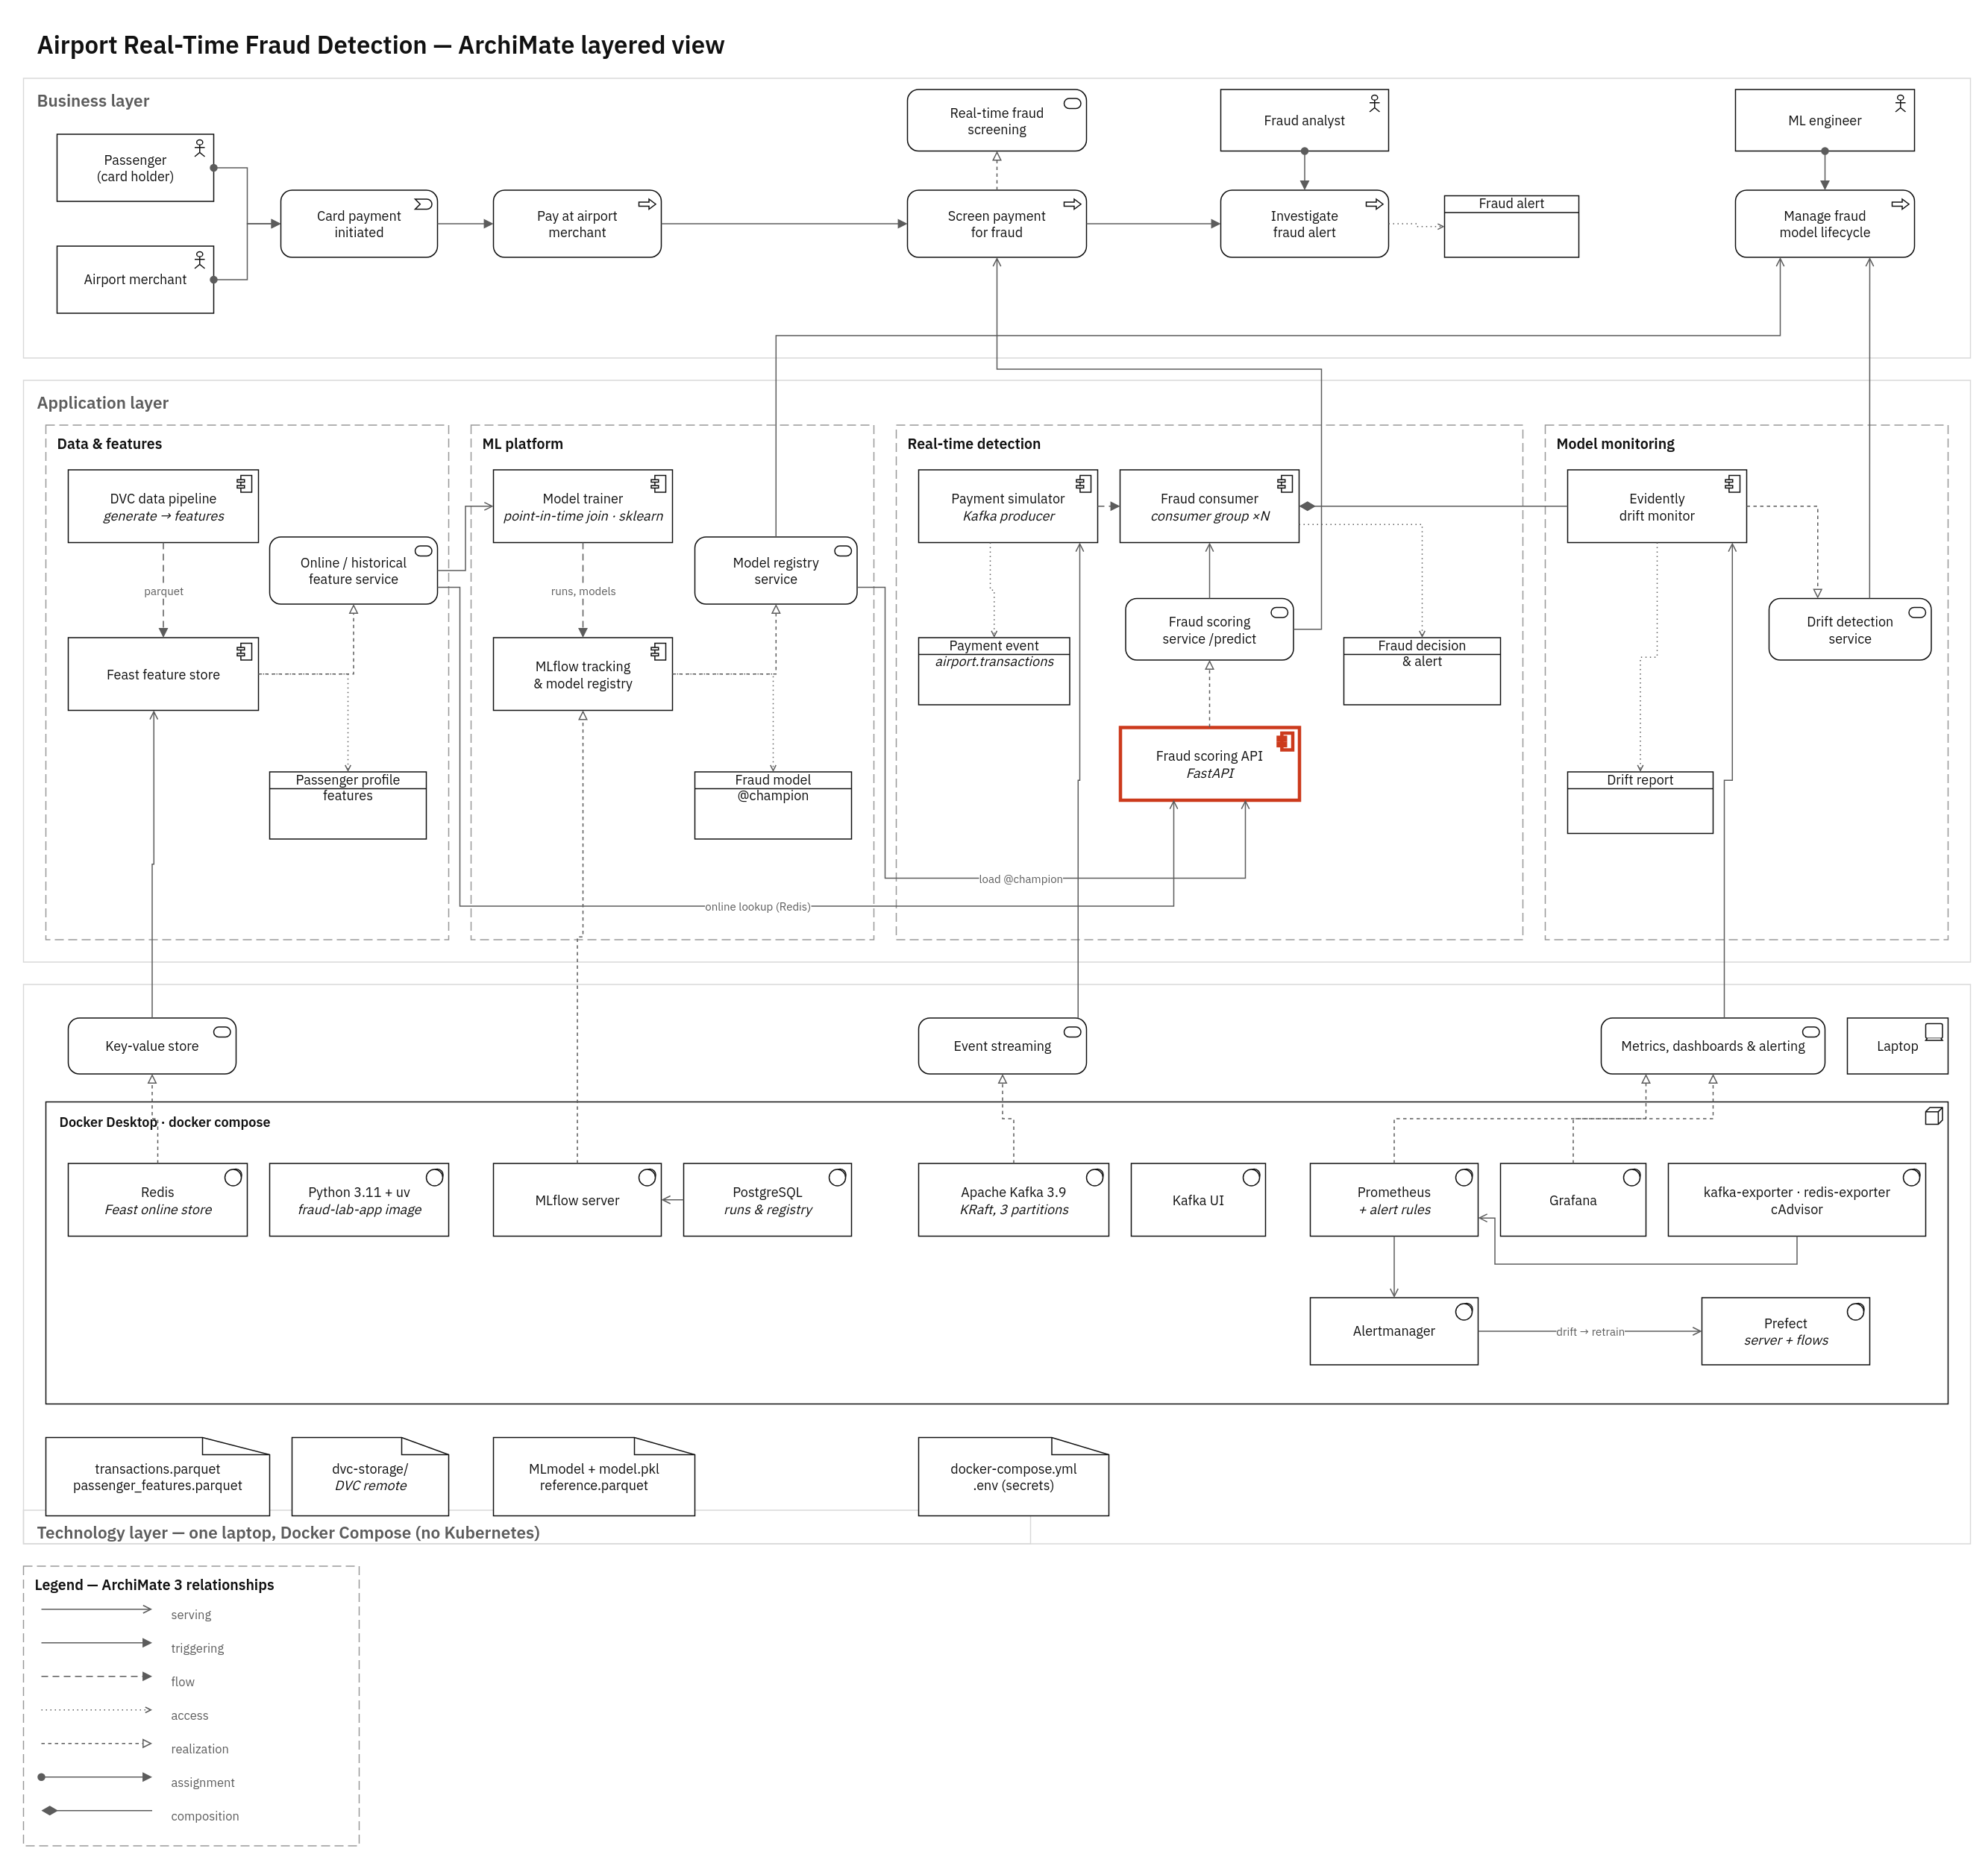 Airport Real-Time Fraud Detection — ArchiMate layered view
Business layer
Passenger
(card holder)
Airport merchant
Card payment
initiated
Pay at airport
merchant
Real-time fraud
screening
Screen payment
for fraud
Fraud analyst
Investigate
fraud alert
Fraud alert
ML engineer
Manage fraud
model lifecycle
Application layer
Data & features
DVC data pipeline
generate → features
Online / historical
feature service
parquet
Feast feature store
Passenger profile
features
ML platform
Model trainer
point-in-time join · sklearn
Model registry
service
runs, models
MLflow tracking
& model registry
Fraud model
@champion
Real-time detection
Payment simulator
Kafka producer
Fraud consumer
consumer group ×N
Payment event
airport.transactions
Fraud scoring
service /predict
Fraud decision
& alert
Fraud scoring API
FastAPI
load @champion
online lookup (Redis)
Model monitoring
Evidently
drift monitor
Drift detection
service
Drift report
Key-value store
Event streaming
Metrics, dashboards & alerting
Laptop
Docker Desktop · docker compose
Redis
Feast online store
Python 3.11 + uv
fraud-lab-app image
MLflow server
PostgreSQL
runs & registry
Apache Kafka 3.9
KRaft, 3 partitions
Kafka UI
Prometheus
+ alert rules
Grafana
kafka-exporter · redis-exporter
cAdvisor
Alertmanager
drift → retrain
Prefect
server + flows
transactions.parquet
passenger_features.parquet
dvc-storage/
DVC remote
MLmodel + model.pkl
reference.parquet
docker-compose.yml
.env (secrets)
Technology layer — one laptop, Docker Compose (no Kubernetes)
Legend — ArchiMate 3 relationships
serving
triggering
flow
access
realization
assignment
composition